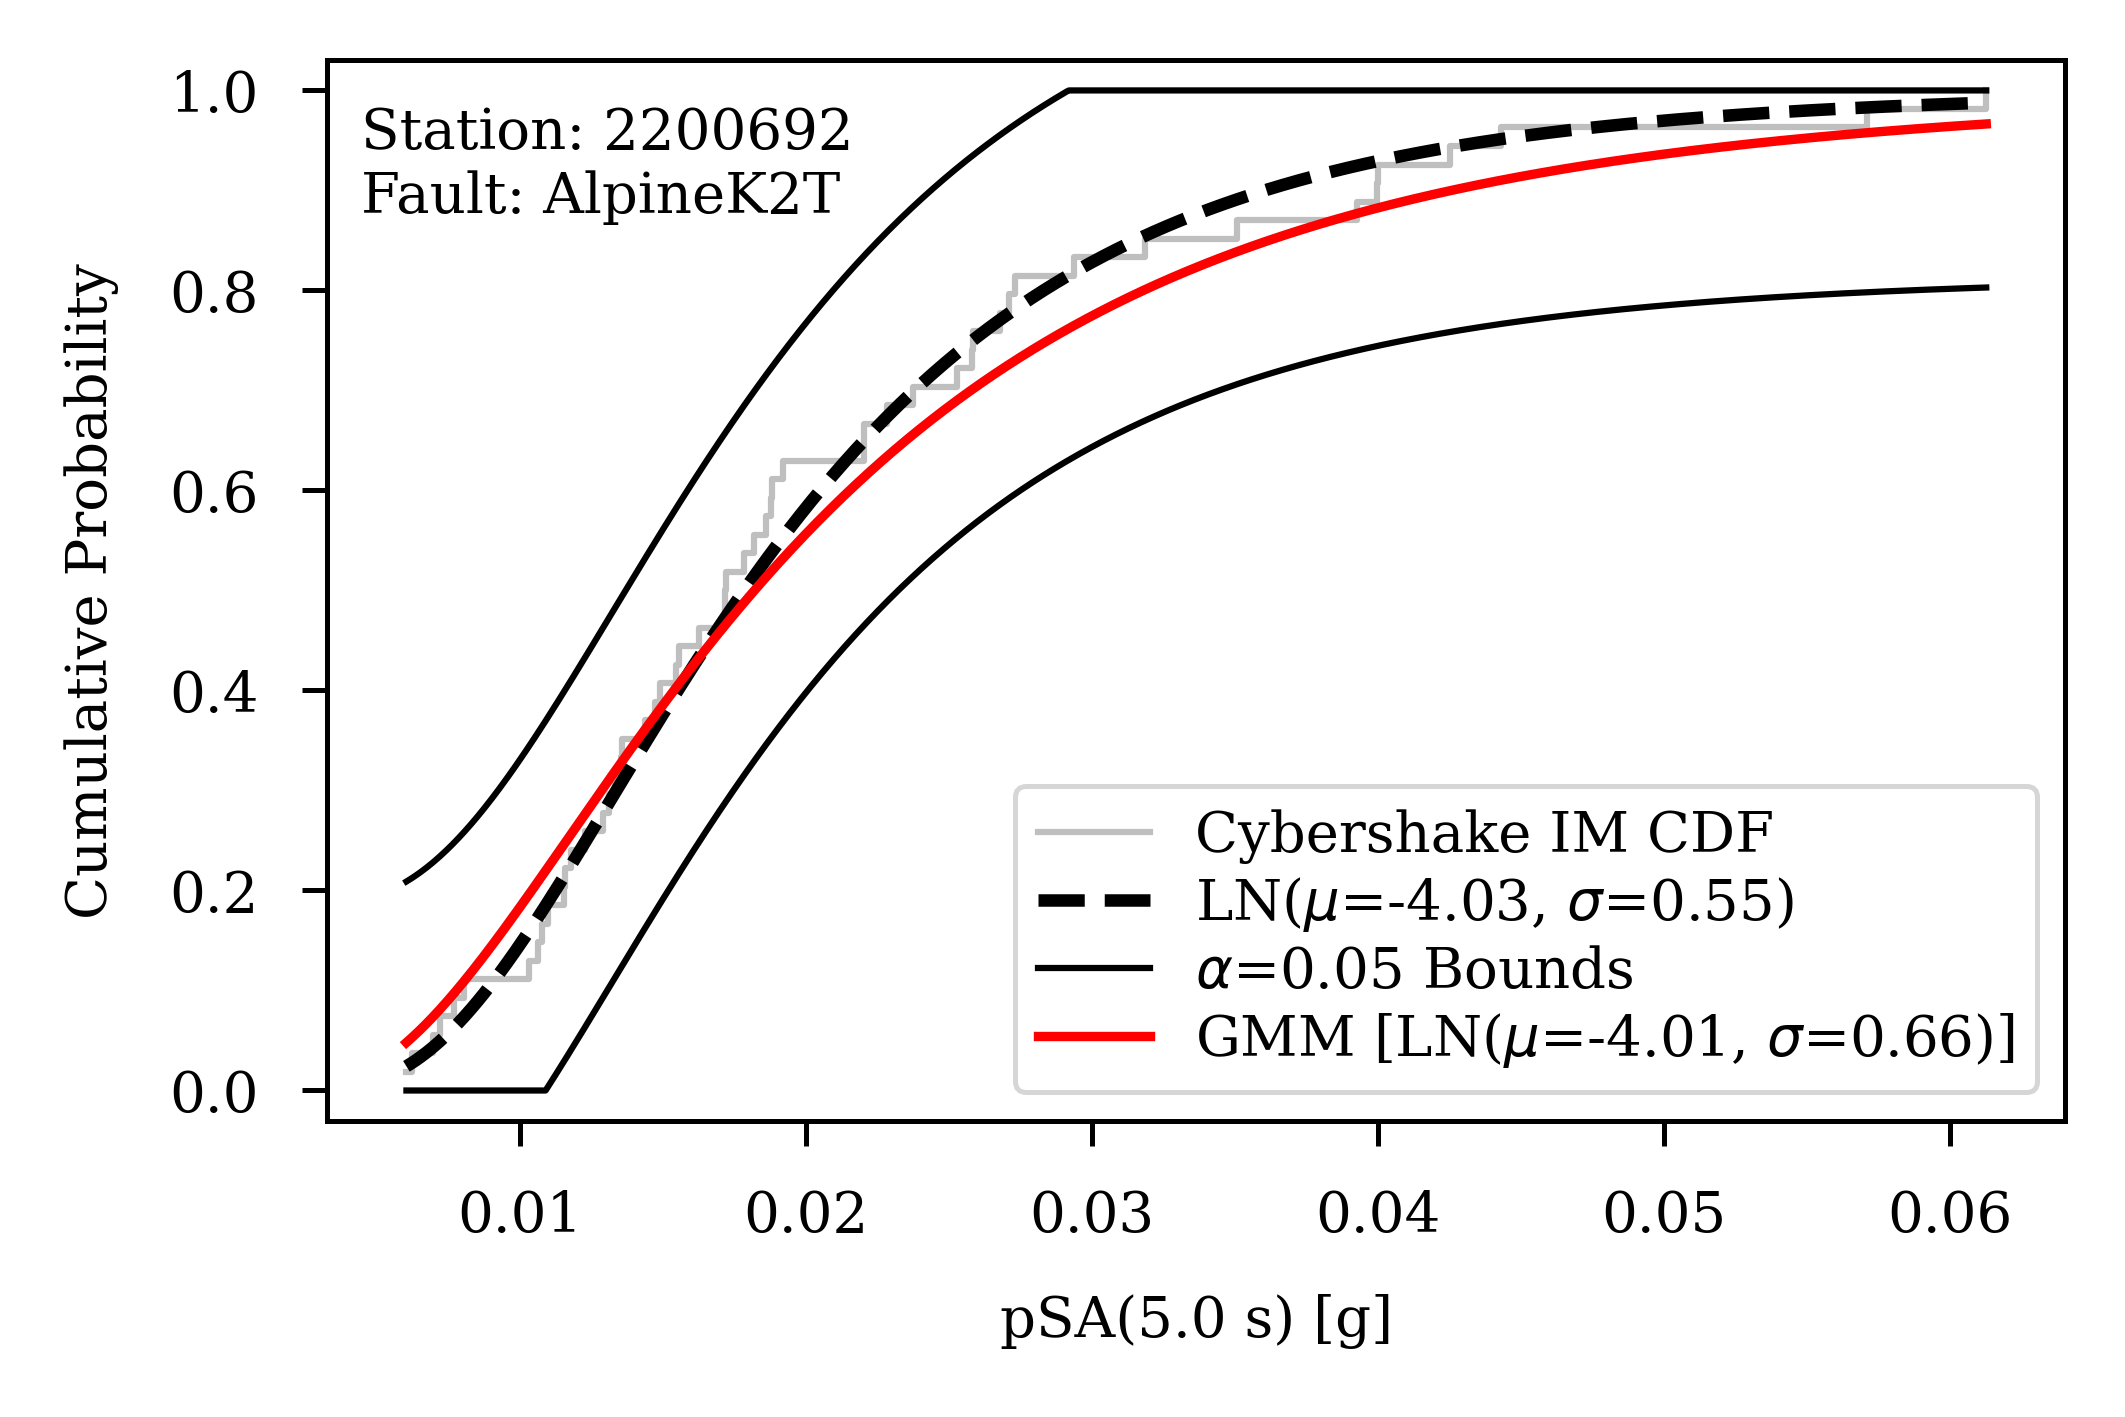 Station: 2200692
Fault: AlpineK2T
Cumulative Probability
1.0
0.8
0.6
0.4
0.2
0.0
Cybershake IM CDF
LN(μ=-4.03, σ=0.55)
α=0.05 Bounds
GMM [LN(μ=-4.01, σ=0.66)]
0.01 0.02 0.03 0.04 0.05 0.06
pSA(5.0 s) [g]